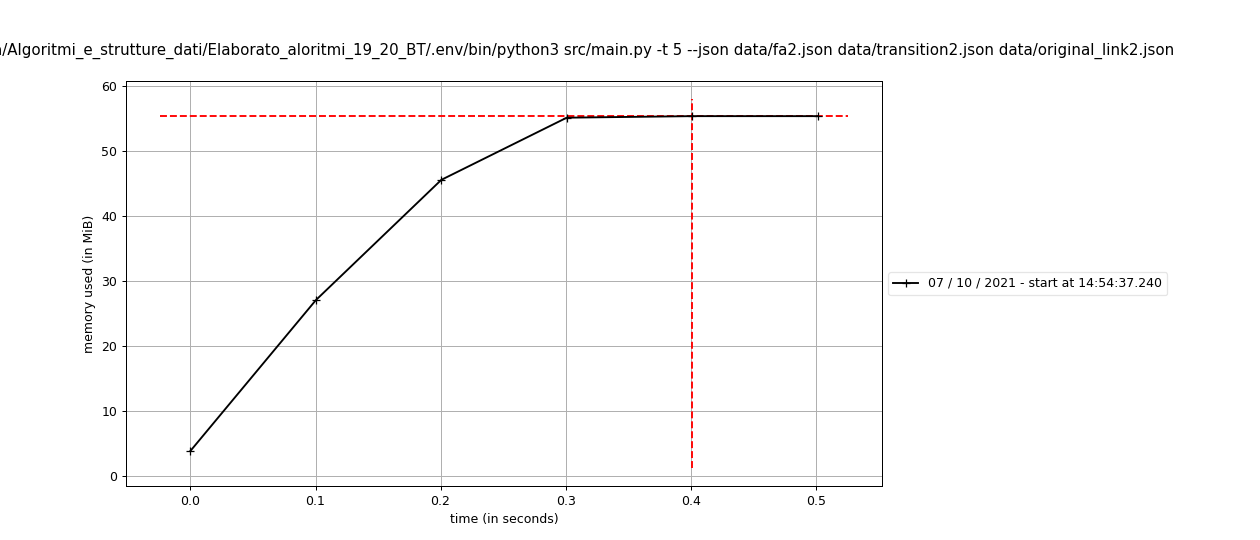 /Algoritmi_e_strutture_dati/Elaborato_aloritmi_19_20_BT/.env/bin/python3 src/main.py -t 5 --json data/fa2.json data/transition2.json data/original_link2.json
60
50
40
30
20
10
0
memory used (in MiB)
0.0 0.1 0.2 0.3 0.4 0.5
time (in seconds)
07 / 10 / 2021 - start at 14:54:37.240